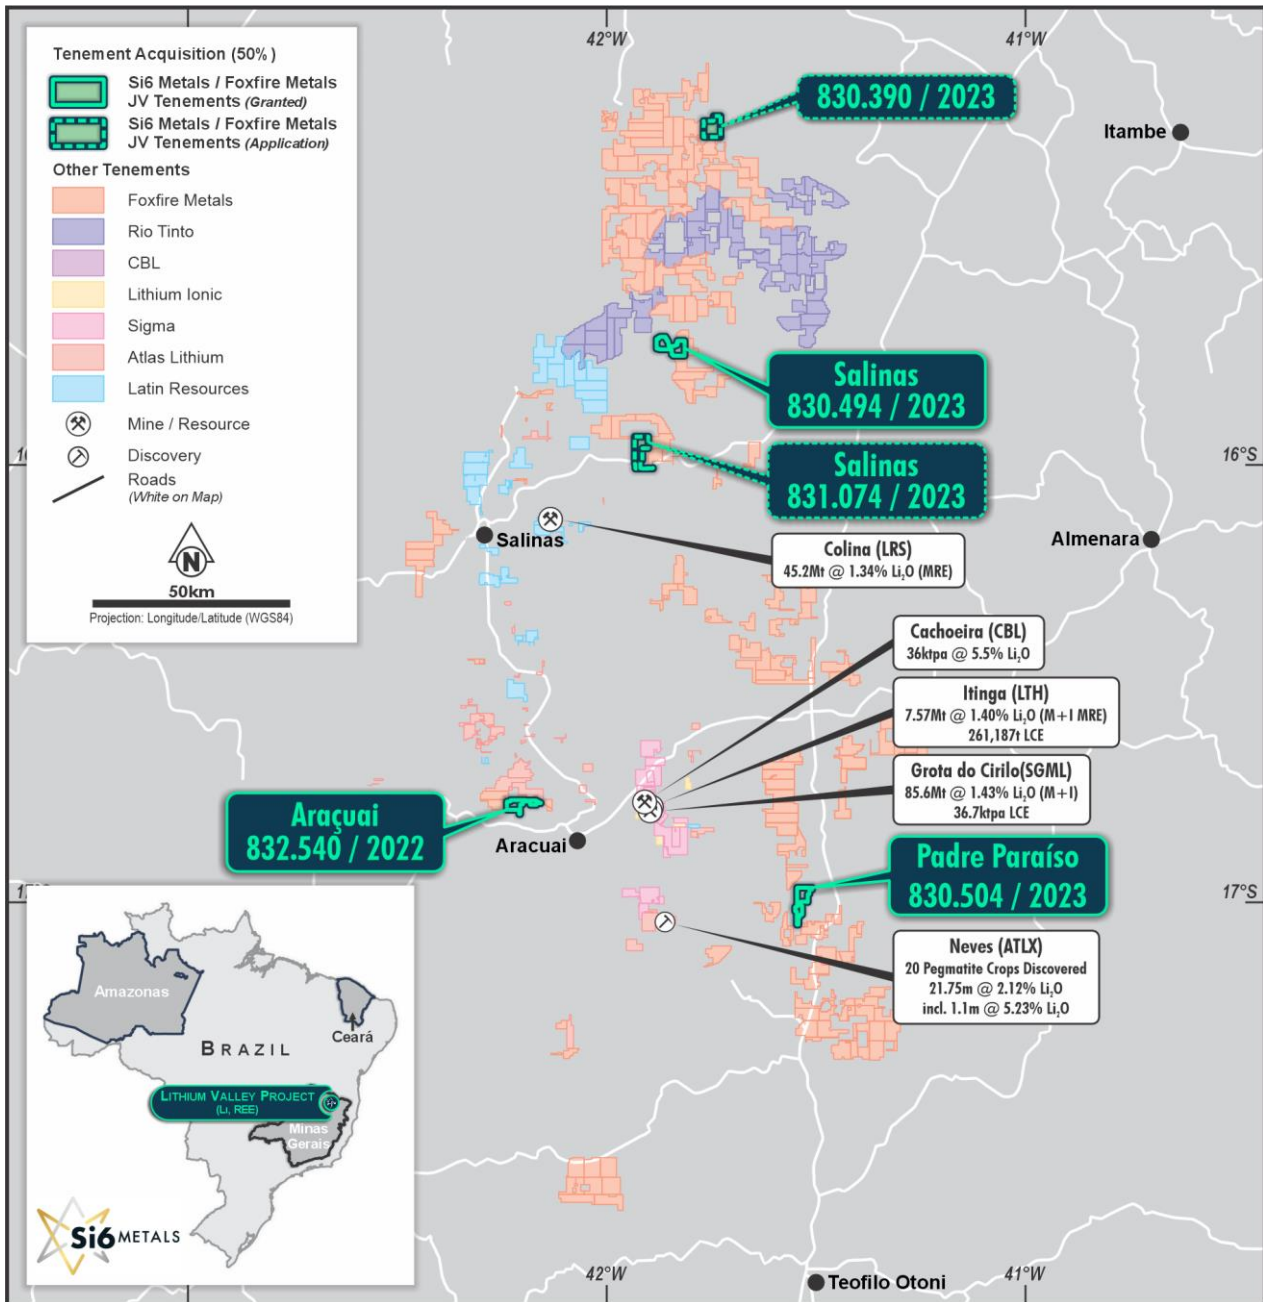 42°W
41°W
Tenement Acquisition (50%)
Si6 Metals / Foxfire Metals
JV Tenements (Granted)
Si6 Metals / Foxfire Metals
JV Tenements (Application)
Other Tenements
Foxfire Metals
Rio Tinto
CBL
Lithium Ionic
Sigma
Atlas Lithium
Latin Resources
Mine / Resource
Discovery
Roads
(White on Map)
N
50km
Projection: Longitude/Latitude (WGS84)
830.390 / 2023
Itambe
Salinas
830.494 / 2023
16°S
Salinas
831.074 / 2023
Salinas
Almenara
Colina (LRS)
45.2Mt @ 1.34% Li₂O (MRE)
Cachoeira (CBL)
36ktpa @ 5.5% Li₂O
Itinga (LTH)
7.57Mt @ 1.40% Li₂O (M+I MRE)
261,187t LCE
Grota do Cirilo(SGML)
85.6Mt @ 1.43% Li₂O (M+I)
36.7ktpa LCE
Araçuai
832.540 / 2022
Aracuai
Padre Paraíso
830.504 / 2023
17°S
Neves (ATLX)
20 Pegmatite Crops Discovered
21.75m @ 2.12% Li₂O
incl. 1.1m @ 5.23% Li₂O
Amazonas
Ceará
BRAZIL
LITHIUM VALLEY PROJECT
(LI, REE)
Minas
Gerais
Si6 METALS
42°W
41°W
Teofilo Otoni